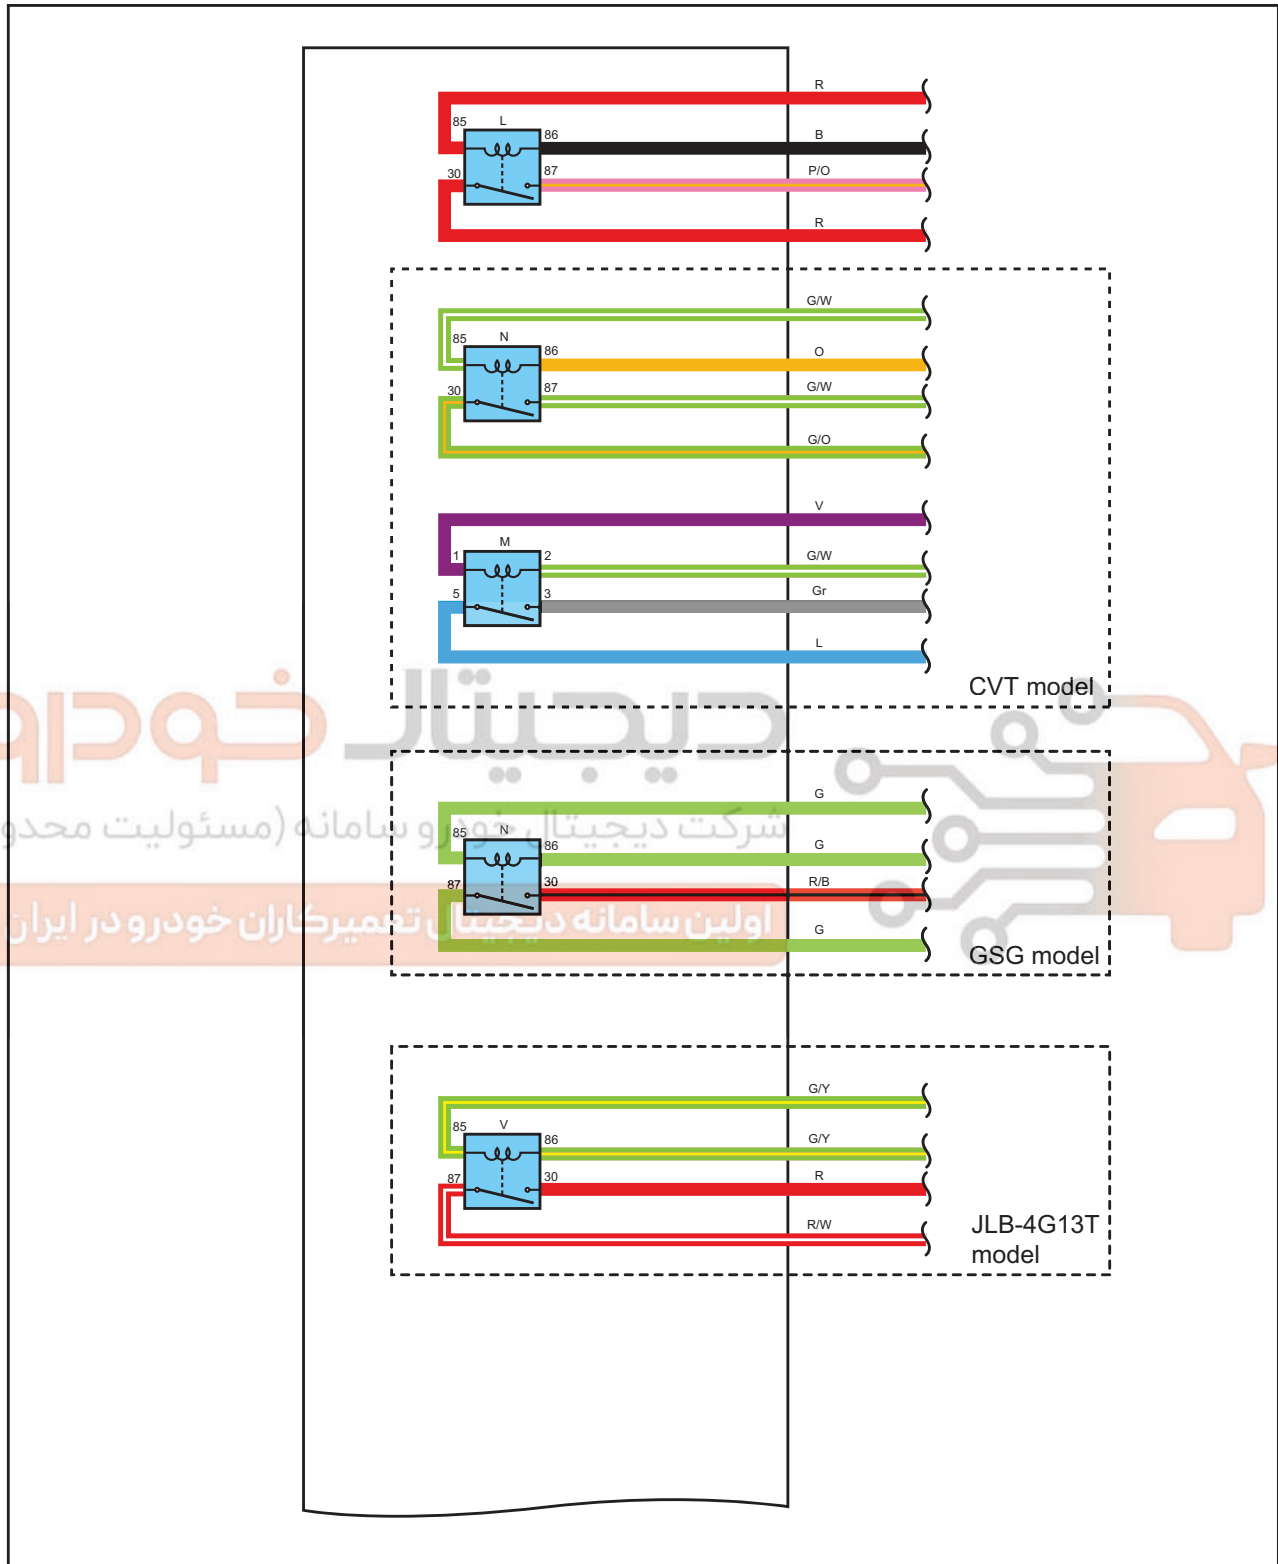 R
85
L
86
B
30
87
P/O
R
G/W
85
N
86
O
30
87
G/W
G/O
V
1
M
2
G/W
5
3
Gr
L
CVT model
دیجیتال خودرو
شرکت دیجیتال خودرو سامانه (مسئولیت محدو
اولین سامانه دیجیتال تعمیرکاران خودرو در ایران
G
85
N
86
G
87
30
R/B
G
GSG model
G/Y
85
V
86
G/Y
87
30
R
R/W
JLB-4G13T
model